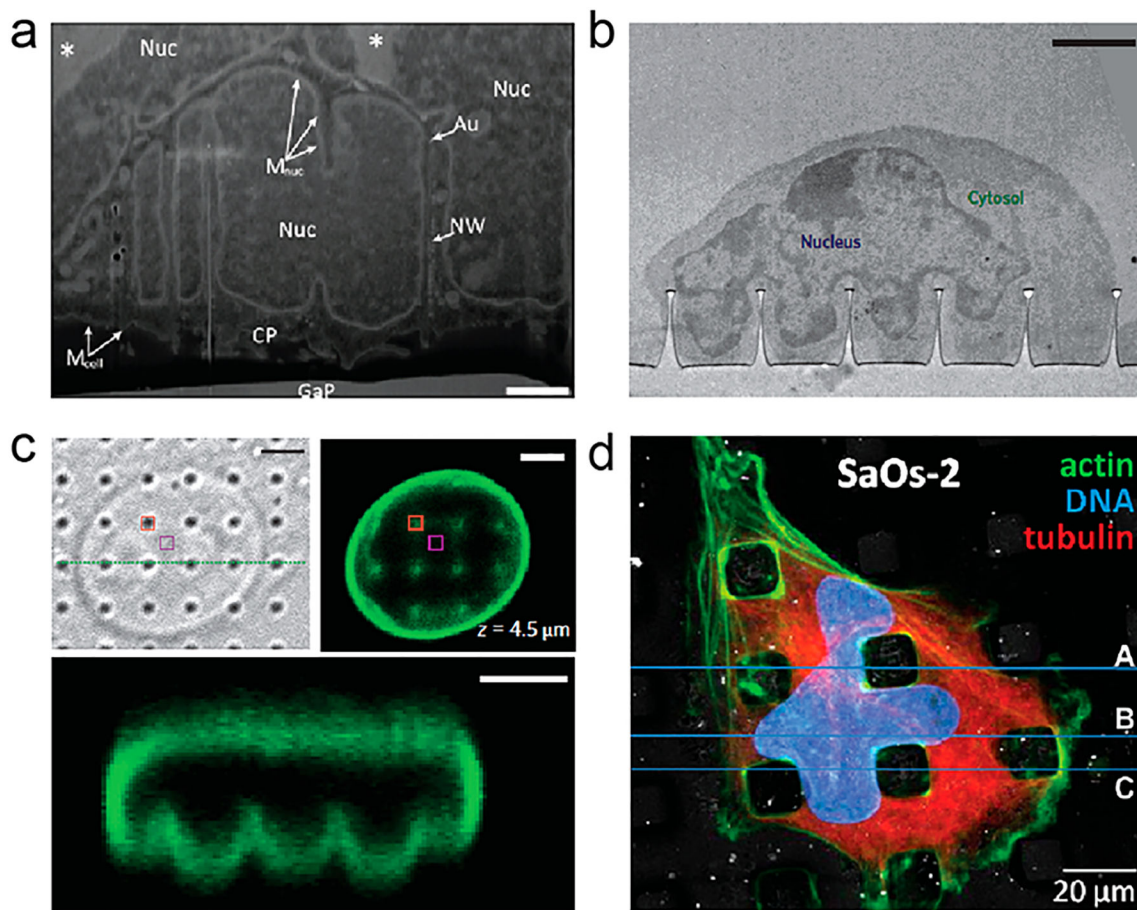 a
* Nuc *
Nuc
Au
Mnuc
Nuc
NW
CP
Mcell
GaP
b
Cytosol
Nucleus
c
z = 4.5 µm
d
SaOs-2
actin
DNA
tubulin
A
B
C
20 µm